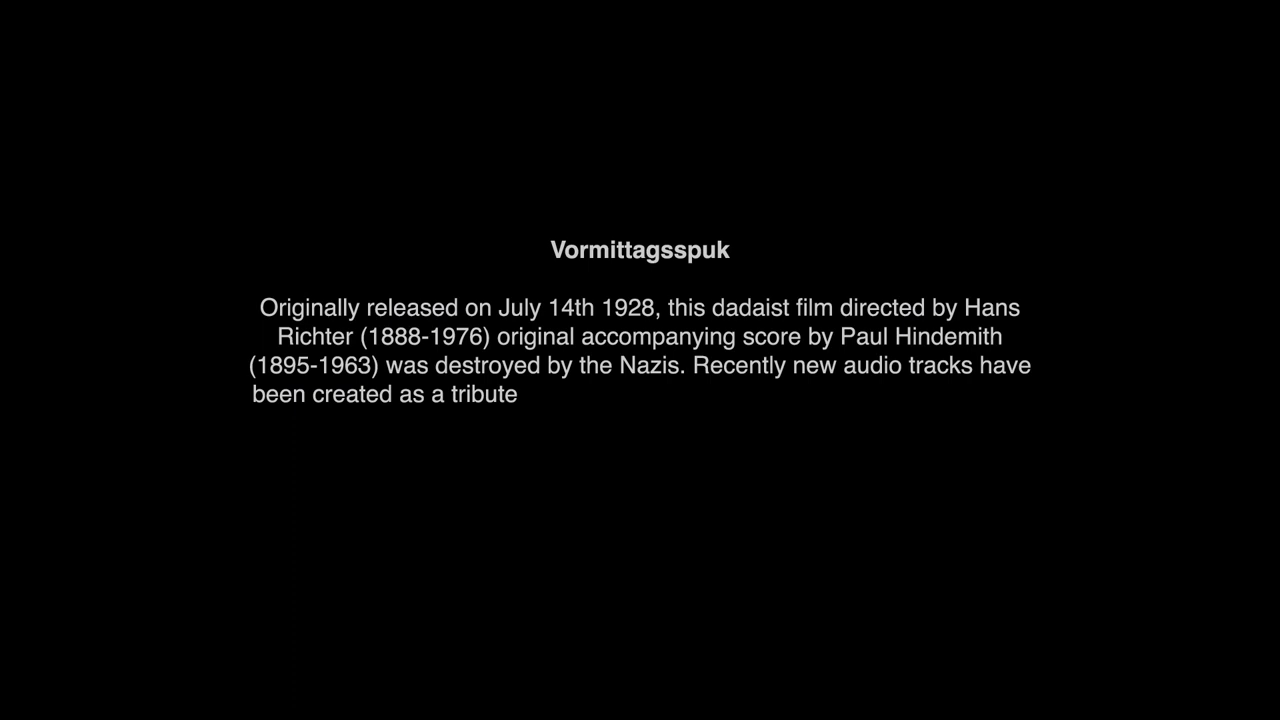 Vormittagsspuk
Originally released on July 14th 1928, this dadaist film directed by Hans
Richter (1888-1976) original accompanying score by Paul Hindemith
(1895-1963) was destroyed by the Nazis. Recently new audio tracks have
been created as a tribute